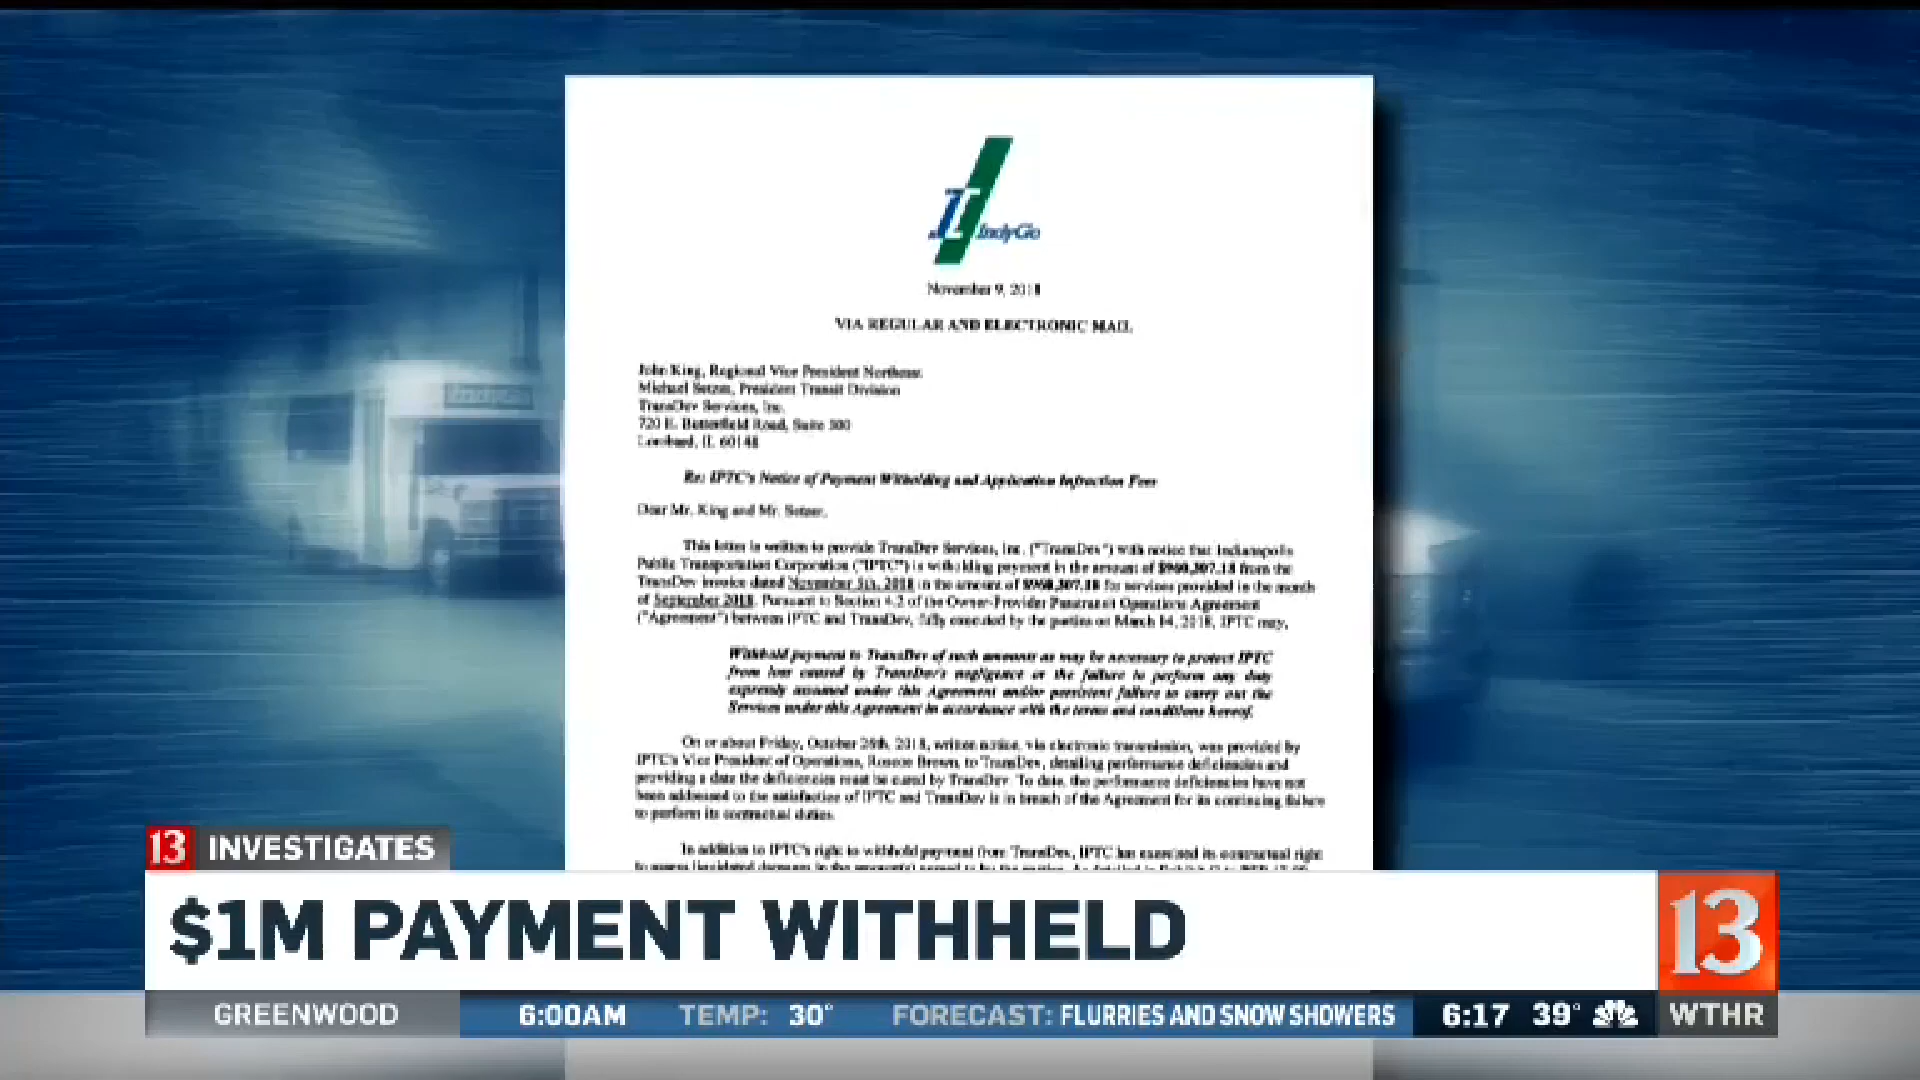 IndyGo
November 9, 2018
VIA REGULAR AND ELECTRONIC MAIL
John King, Regional Vice President Northeast
Michael Setzer, President Transit Division
TransDev Services, Inc.
720 E. Butterfield Road, Suite 300
Lombard, IL 60148
Re: IPTC's Notice of Payment Witholding and Application Infraction Fees
Dear Mr. King and Mr. Setzer,
This letter is written to provide TransDev Services, Inc. ("TransDev") with notice that Indianapolis
Public Transportation Corporation ("IPTC") is witholding payment in the amount of $960,307.18 from the
TransDev invoice dated November 5th, 2018 in the amount of $960,307.18 for services provided in the month
of September 2018. Pursuant to Section 4.2 of the Owner-Provider Paratransit Operations Agreement
("Agreement") between IPTC and TransDev, fully executed by the parties on March 14, 2018, IPTC may,
Withhold payment to TransDev of such amounts as may be necessary to protect IPTC
from loss caused by TransDev's negligence or the failure to perform any duty
expressly assumed under this Agreement and/or persistent failure to carry out the
Services under this Agreement in accordance with the terms and conditions hereof.
On or about Friday, October 26th, 2018, written notice, via electronic transmission, was provided by
IPTC's Vice President of Operations, Roscoe Brown, to TransDev, detailing performance deficiencies and
providing a date the deficiencies must be cured by TransDev. To date, the performance deficiencies have not
been addressed to the satisfaction of IPTC and TransDev is in breach of the Agreement for its continuing failure
to perform its contractual duties.
In addition to IPTC's right to withhold payment from TransDev, IPTC has exercised its contractual right
13 INVESTIGATES
$1M PAYMENT WITHHELD
13
GREENWOOD 6:00AM TEMP: 30° FORECAST: FLURRIES AND SNOW SHOWERS 6:17 39° WTHR